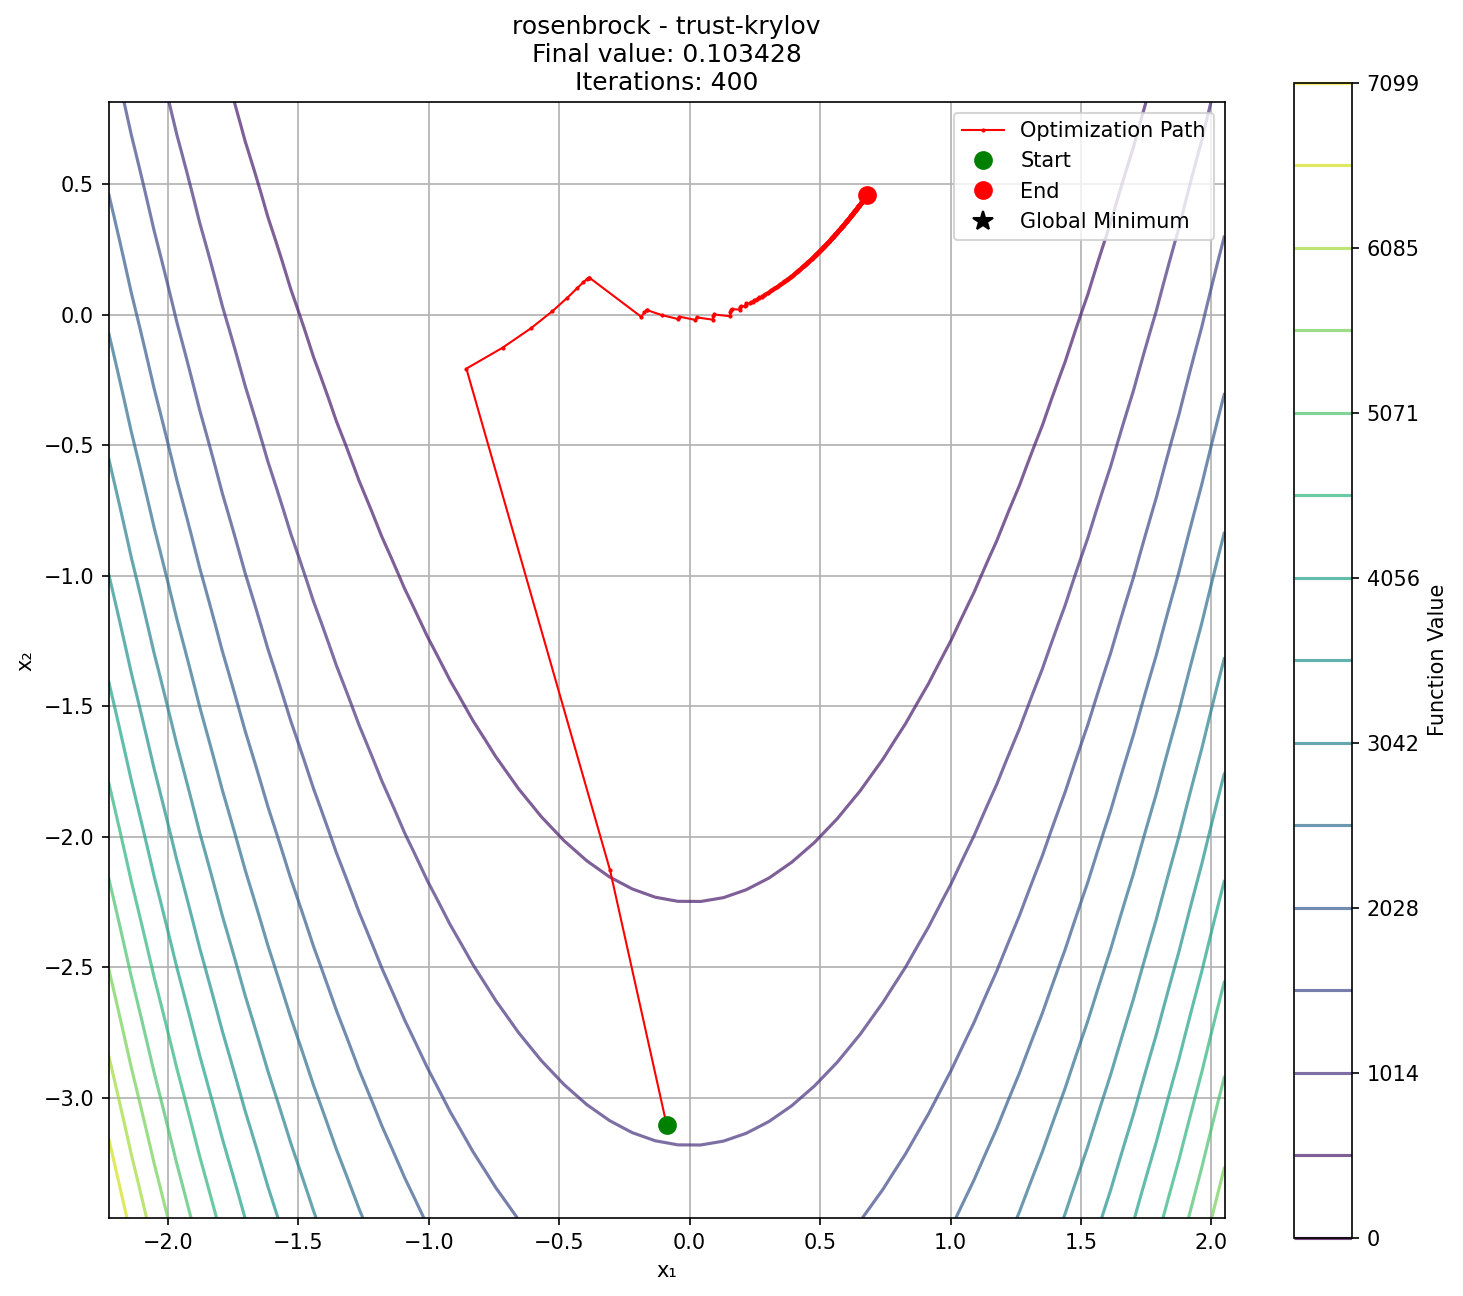 rosenbrock - trust-krylov
Final value: 0.103428
Iterations: 400
Optimization Path
Start
End
Global Minimum
0.5
0.0
−0.5
−1.0
−1.5
−2.0
−2.5
−3.0
x₂
−2.0
−1.5
−1.0
−0.5
0.0
0.5
1.0
1.5
2.0
x₁
7099
6085
5071
4056
3042
2028
1014
0
Function Value